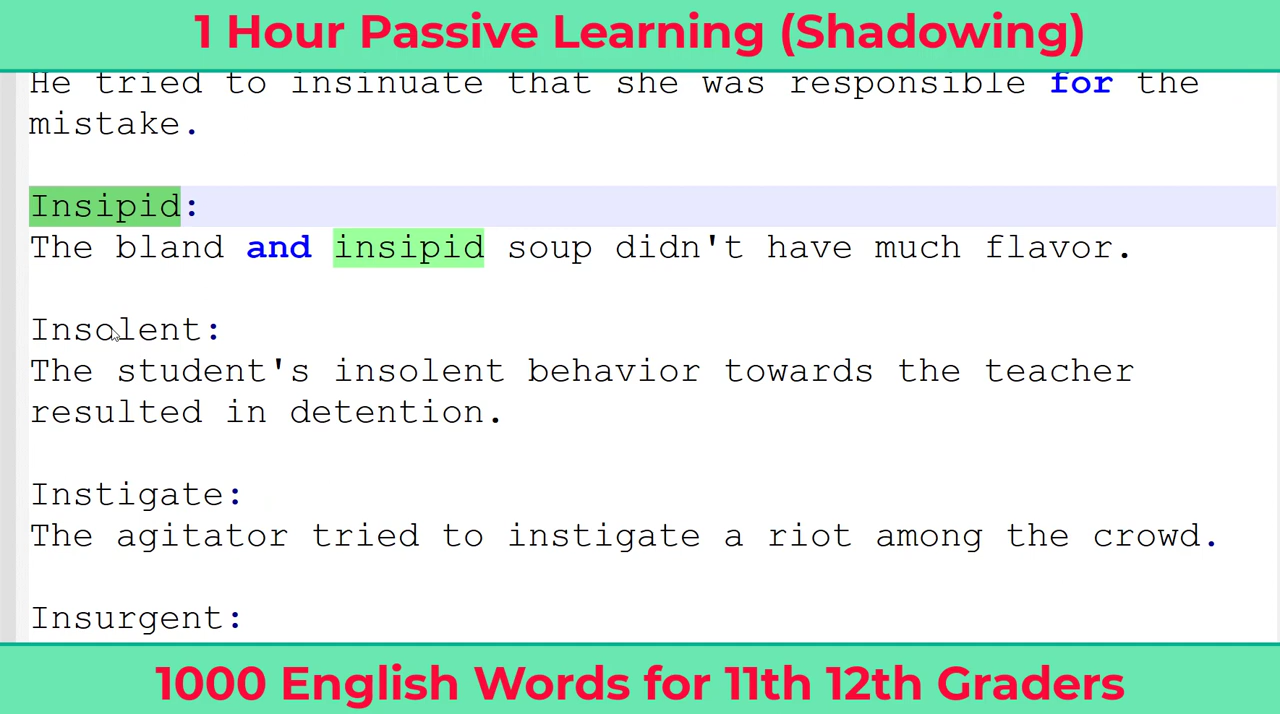 1 Hour Passive Learning (Shadowing)
He tried to insinuate that she was responsible for the
mistake.
Insipid:
The bland and insipid soup didn't have much flavor.
Insolent:
The student's insolent behavior towards the teacher
resulted in detention.
Instigate:
The agitator tried to instigate a riot among the crowd.
Insurgent:
1000 English Words for 11th 12th Graders